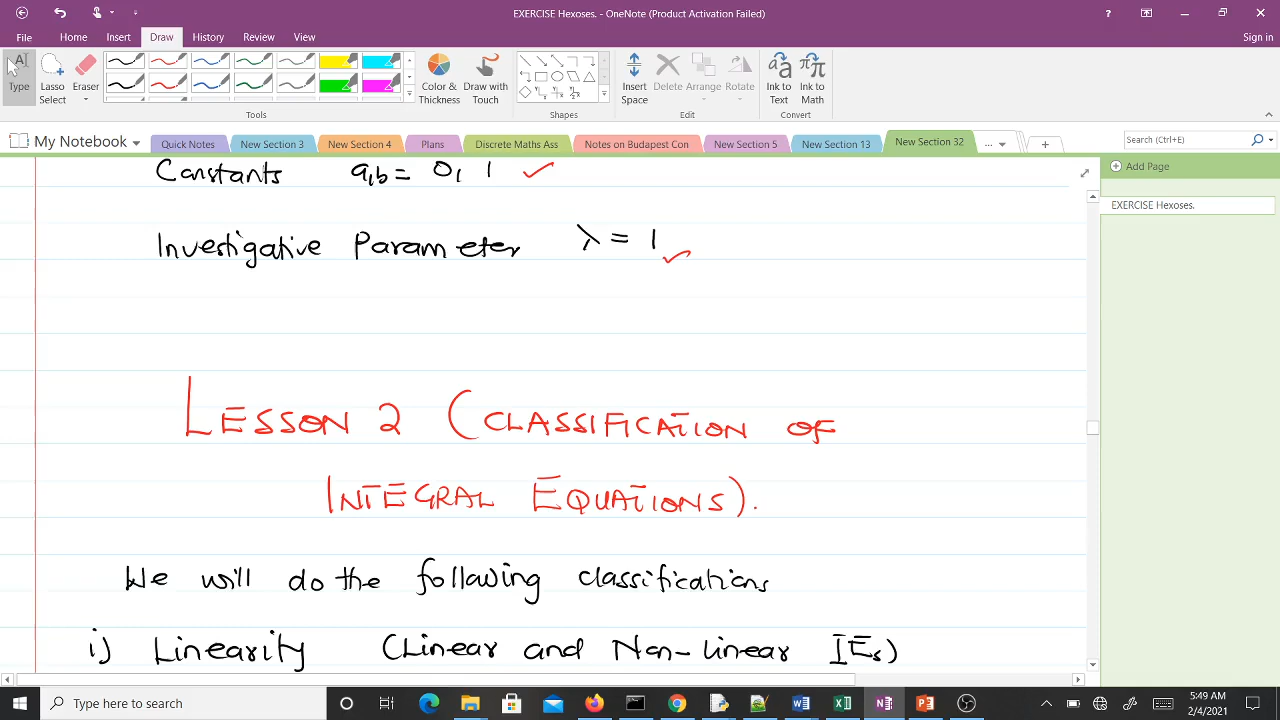 EXERCISE Hexoses. - OneNote (Product Activation Failed)
Sign in
File Home Insert Draw History Review View
Type Lasso Select Eraser Color & Thickness Draw with Touch Insert Space Delete Arrange Rotate Ink to Text Ink to Math
Tools Shapes Edit Convert
My Notebook Quick Notes New Section 3 New Section 4 Plans Discrete Maths Ass Notes on Budapest Con New Section 5 New Section 13 New Section 32 ... + Search (Ctrl+E)
Add Page
EXERCISE Hexoses.
Constants a,b = 0, 1
Investigative Parameter λ = 1
LESSON 2 (CLASSIFICATION OF
INTEGRAL EQUATIONS).
We will do the following classifications
i) Linearity (Linear and Non-linear IEs)
Type here to search
5:49 AM
2/4/2021